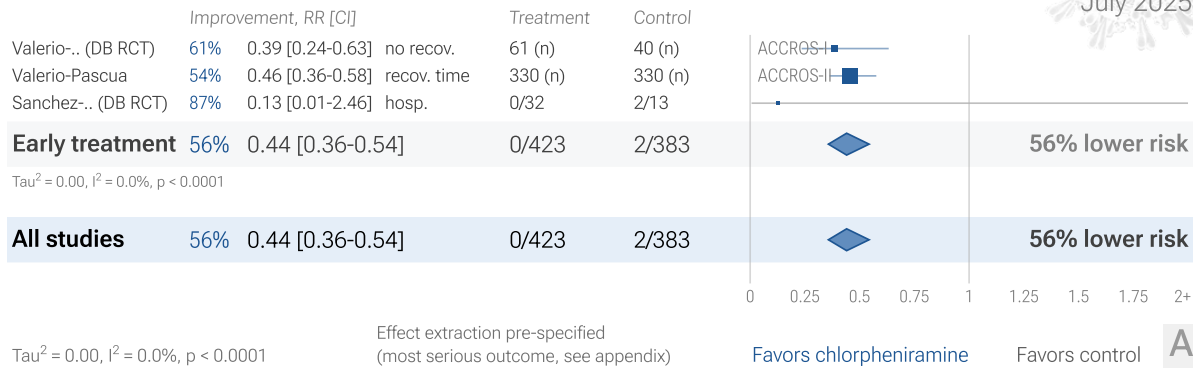 July 2025
Improvement, RR [CI] Treatment Control
Valerio-.. (DB RCT) 61% 0.39 [0.24-0.63] no recov. 61 (n) 40 (n) ACCROS-I
Valerio-Pascua 54% 0.46 [0.36-0.58] recov. time 330 (n) 330 (n) ACCROS-II
Sanchez-.. (DB RCT) 87% 0.13 [0.01-2.46] hosp. 0/32 2/13
Early treatment 56% 0.44 [0.36-0.54] 0/423 2/383 56% lower risk
Tau² = 0.00, I² = 0.0%, p < 0.0001
All studies 56% 0.44 [0.36-0.54] 0/423 2/383 56% lower risk
0 0.25 0.5 0.75 1 1.25 1.5 1.75 2+
Effect extraction pre-specified
Tau² = 0.00, I² = 0.0%, p < 0.0001 (most serious outcome, see appendix) Favors chlorpheniramine Favors control
A